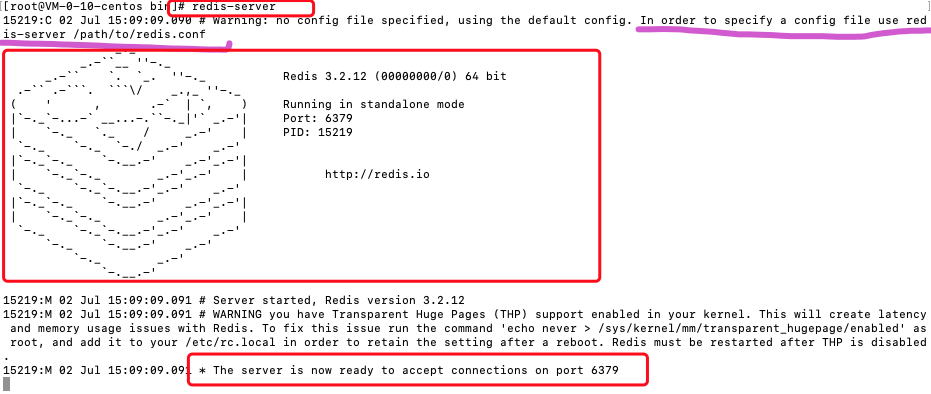 [root@VM-0-10-centos bin]# redis-server
15219:C 02 Jul 15:09:09.090 # Warning: no config file specified, using the default config. In order to specify a config file use red
is-server /path/to/redis.conf
Redis 3.2.12 (00000000/0) 64 bit
Running in standalone mode
Port: 6379
PID: 15219
http://redis.io
15219:M 02 Jul 15:09:09.091 # Server started, Redis version 3.2.12
15219:M 02 Jul 15:09:09.091 # WARNING you have Transparent Huge Pages (THP) support enabled in your kernel. This will create latency
and memory usage issues with Redis. To fix this issue run the command 'echo never > /sys/kernel/mm/transparent_hugepage/enabled' as
root, and add it to your /etc/rc.local in order to retain the setting after a reboot. Redis must be restarted after THP is disabled
.
15219:M 02 Jul 15:09:09.091 * The server is now ready to accept connections on port 6379